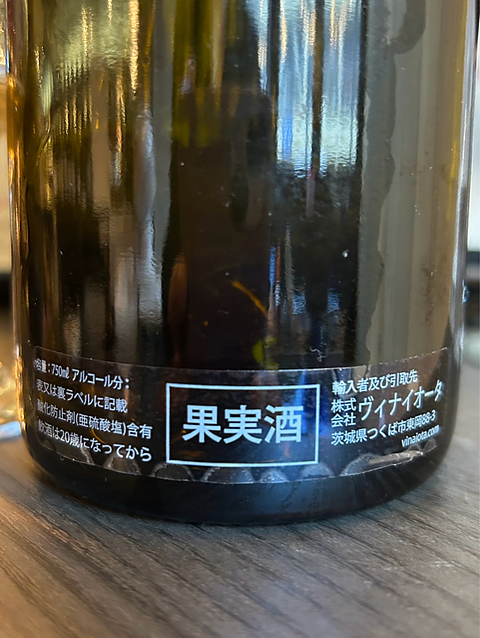 容量：750㎖ アルコール分：
表又は裏ラベルに記載
酸化防止剤(亜硫酸塩)含有
飲酒は20歳になってから
果実酒
輸入者及び引取先
株式会社 ヴィナイオータ
茨城県つくば市東岡88-3
vinaiota.com